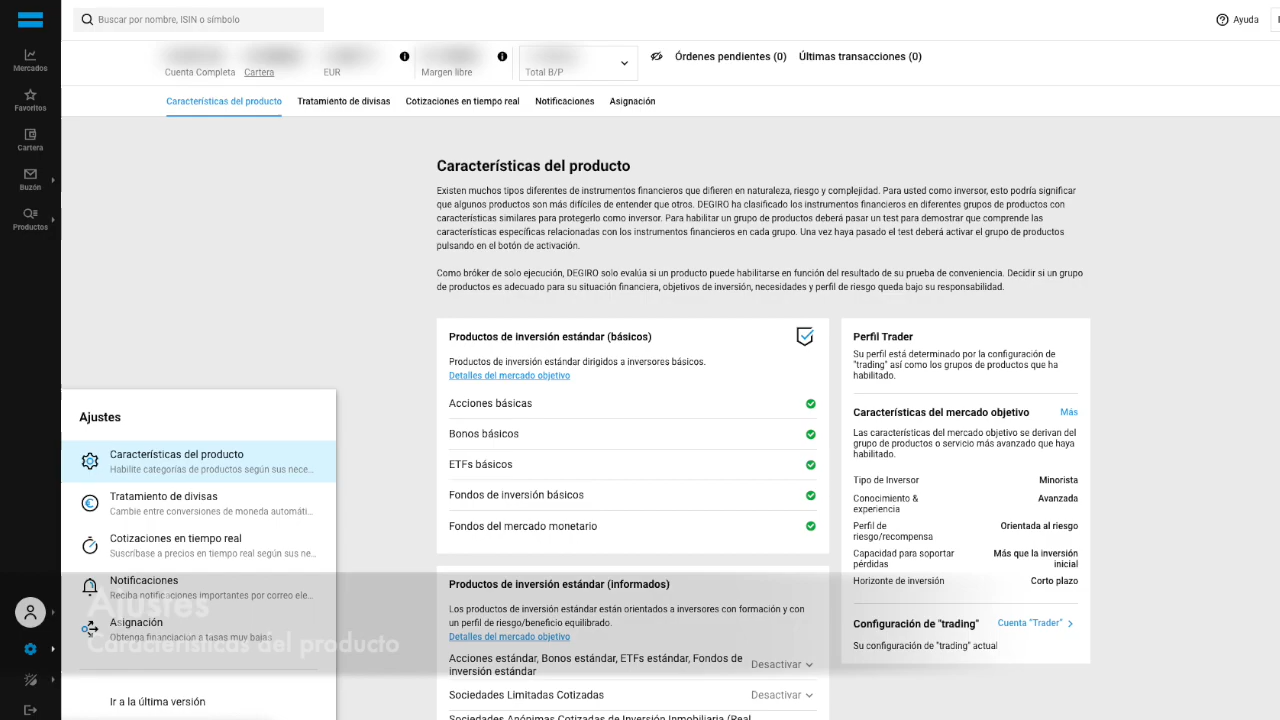 Buscar por nombre, ISIN o símbolo
Ayuda
Mercados
Favoritos
Cartera
Buzón
Productos
Cuenta Completa
Cartera
EUR
Margen libre
Total B/P
Órdenes pendientes (0)
Últimas transacciones (0)
Características del producto
Tratamiento de divisas
Cotizaciones en tiempo real
Notificaciones
Asignación
Características del producto
Existen muchos tipos diferentes de instrumentos financieros que difieren en naturaleza, riesgo y complejidad. Para usted como inversor, esto podría significar
que algunos productos son más difíciles de entender que otros. DEGIRO ha clasificado los instrumentos financieros en diferentes grupos de productos con
características similares para protegerlo como inversor. Para habilitar un grupo de productos deberá pasar un test para demostrar que comprende las
características específicas relacionadas con los instrumentos financieros en cada grupo. Una vez haya pasado el test deberá activar el grupo de productos
pulsando en el botón de activación.
Como bróker de solo ejecución, DEGIRO solo evalúa si un producto puede habilitarse en función del resultado de su prueba de conveniencia. Decidir si un grupo
de productos es adecuado para su situación financiera, objetivos de inversión, necesidades y perfil de riesgo queda bajo su responsabilidad.
Productos de inversión estándar (básicos)
Productos de inversión estándar dirigidos a inversores básicos.
Detalles del mercado objetivo
Acciones básicas
Bonos básicos
ETFs básicos
Fondos de inversión básicos
Fondos del mercado monetario
Productos de inversión estándar (informados)
Los productos de inversión estándar están orientados a inversores con formación y con
un perfil de riesgo/beneficio equilibrado.
Detalles del mercado objetivo
Acciones estándar, Bonos estándar, ETFs estándar, Fondos de
inversión estándar
Desactivar
Sociedades Limitadas Cotizadas
Desactivar
Sociedades Anónimas Cotizadas de Inversión Inmobiliaria (Real
Perfil Trader
Su perfil está determinado por la configuración de
"trading" así como los grupos de productos que ha
habilitado.
Características del mercado objetivo
Más
Las características del mercado objetivo se derivan del
grupo de productos o servicio más avanzado que haya
habilitado.
Tipo de Inversor
Minorista
Conocimiento &
experiencia
Avanzada
Perfil de
riesgo/recompensa
Orientada al riesgo
Capacidad para soportar
pérdidas
Más que la inversión
inicial
Horizonte de inversión
Corto plazo
Configuración de "trading"
Cuenta "Trader"
Su configuración de "trading" actual
Ajustes
Características del producto
Habilite categorías de productos según sus nece...
Tratamiento de divisas
Cambie entre conversiones de moneda automáti...
Cotizaciones en tiempo real
Suscríbase a precios en tiempo real según sus ne...
Notificaciones
Reciba notificaciones importantes por correo ele...
Asignación
Obtenga financiación a tasas muy bajas
Ir a la última versión
Ajustes
Características del producto